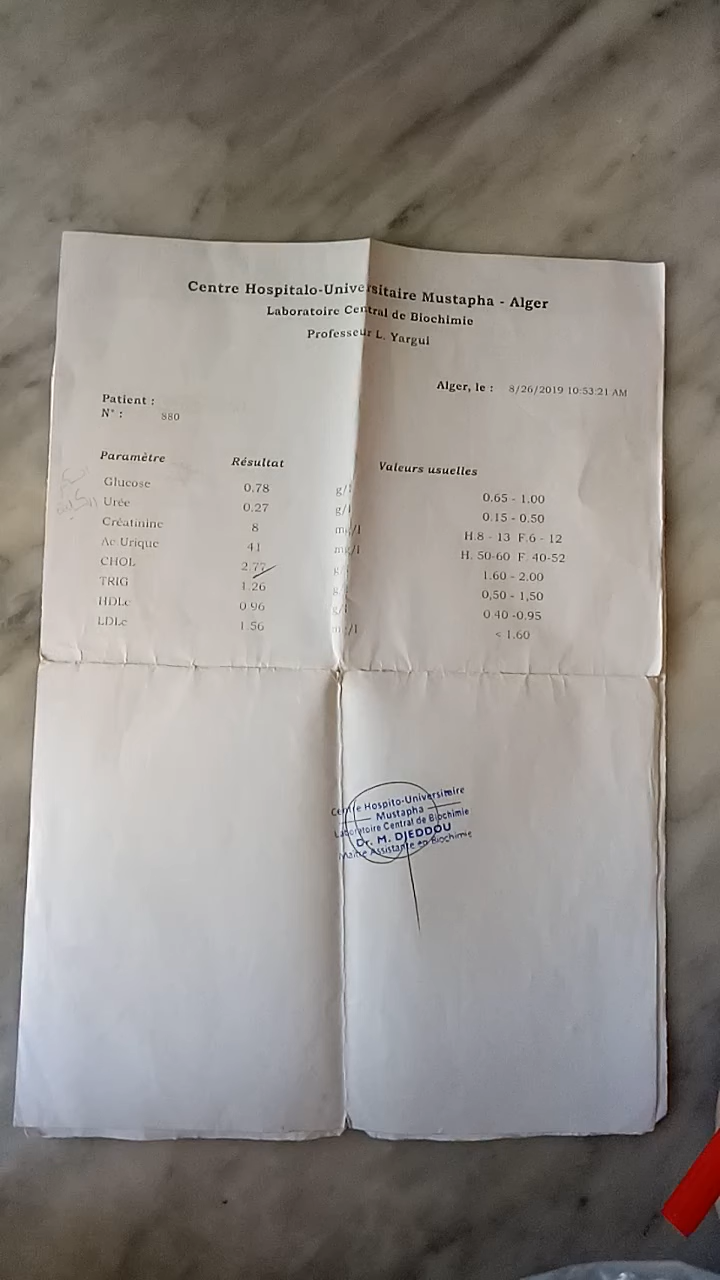 Centre Hospitalo-Universitaire Mustapha - Alger
Laboratoire Central de Biochimie
Professeur L. Yargui
Alger, le : 8/26/2019 10:53:21 AM
Patient :
N° : 880
Paramètre Résultat Valeurs usuelles
Glucose 0.78 g/l 0.65 - 1.00
Urée 0.27 g/l 0.15 - 0.50
Créatinine 8 mg/l H.8 - 13 F.6 - 12
Ac Urique 41 mg/l H. 50-60 F. 40-52
CHOL 2.77 g/l 1.60 - 2.00
TRIG 1.26 g/l 0,50 - 1,50
HDLc 0.96 g/l 0.40 -0.95
LDLc 1.56 < 1.60
Centre Hospito-Universitaire
Mustapha
Laboratoire Central de Biochimie
Dr. M. DJEDDOU
Maitre Assistante en Biochimie